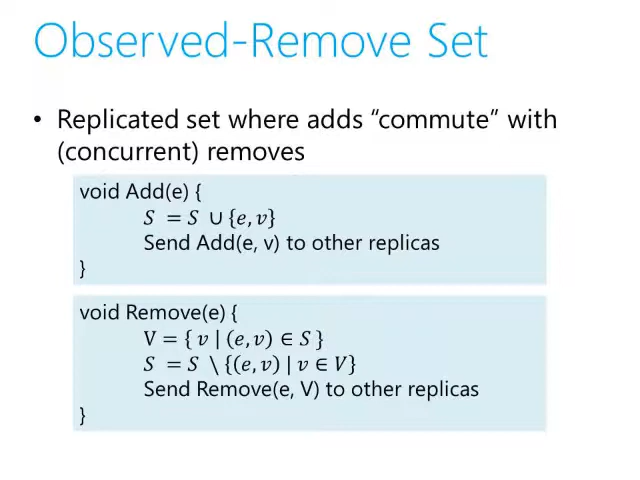 Observed-Remove Set
• Replicated set where adds “commute” with
(concurrent) removes
void Add(e) {
S = S ∪ {e, v}
Send Add(e, v) to other replicas
}
void Remove(e) {
V = { v | (e, v) ∈ S }
S = S \ {(e, v) | v ∈ V}
Send Remove(e, V) to other replicas
}